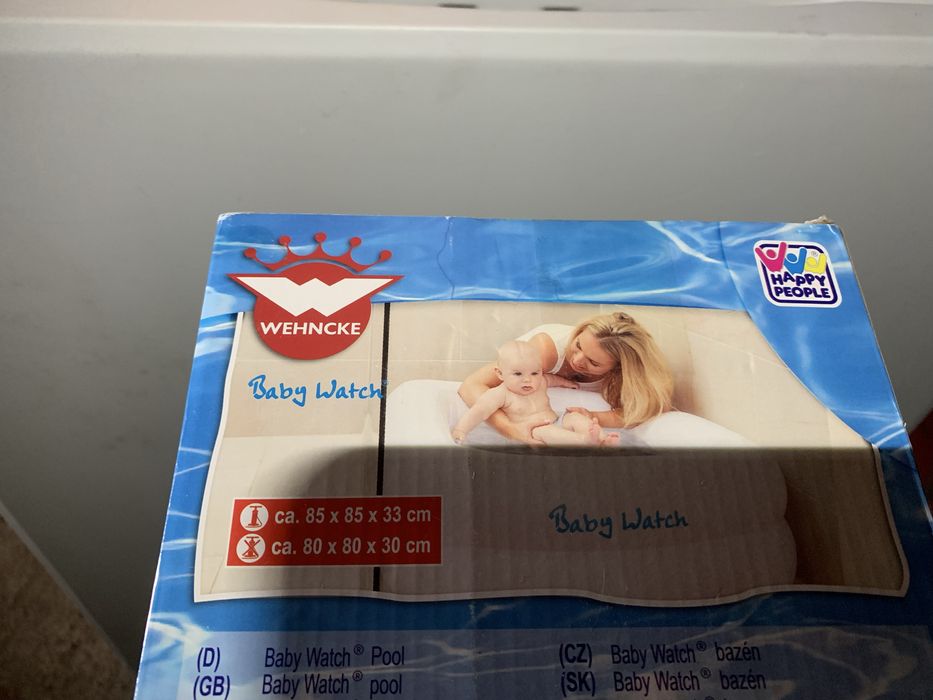 WEHNCKE
HAPPY
PEOPLE
Baby Watch®
ca. 85 x 85 x 33 cm
ca. 80 x 80 x 30 cm
Baby Watch
(D) Baby Watch® Pool
(GB) Baby Watch® pool
(CZ) Baby Watch® bazén
(SK) Baby Watch® bazén